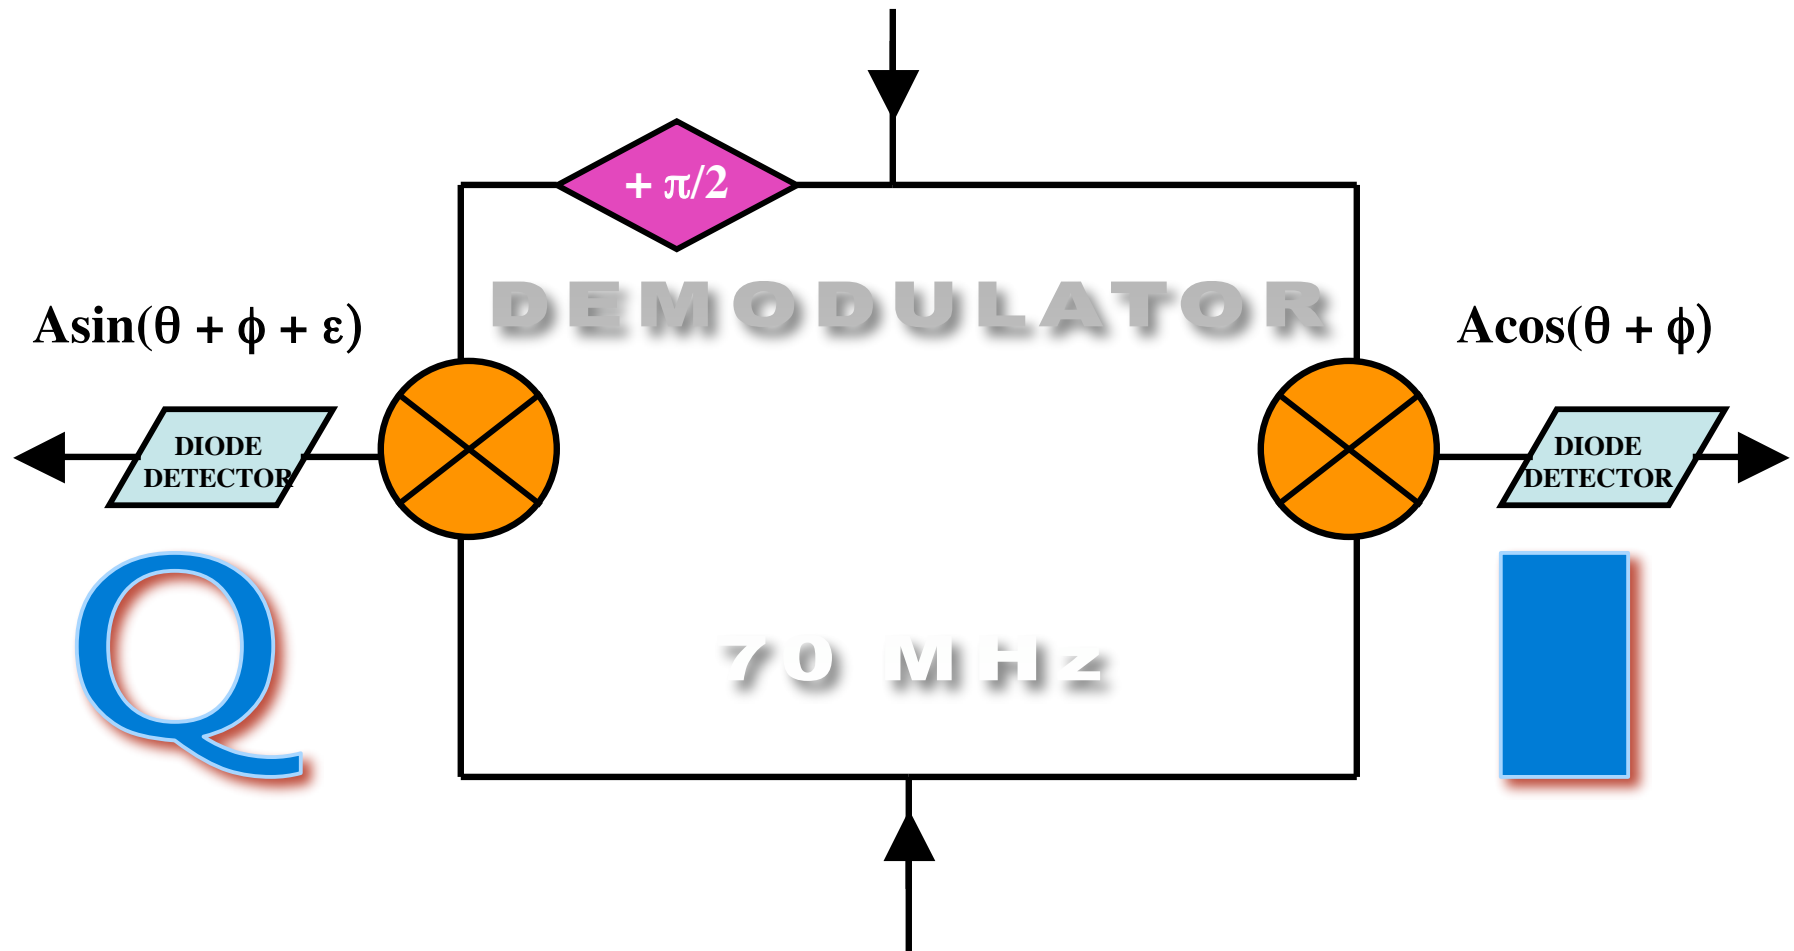 + π/2
DEMODULATOR
Asin(θ + ϕ + ε)
Acos(θ + ϕ)
DIODE
DETECTOR
DIODE
DETECTOR
Q
I
70 MHz